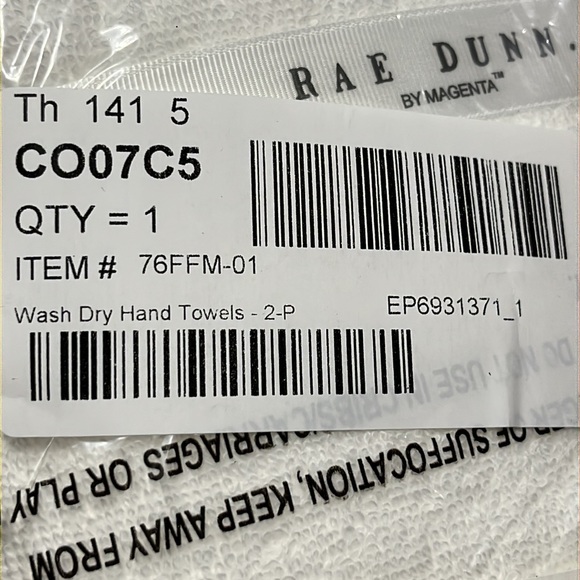 RAE DUNN.
BY MAGENTA™
Th 141 5
CO07C5
QTY = 1
ITEM # 76FFM-01
Wash Dry Hand Towels - 2-P
EP6931371_1
DO NOT USE IN CRIBS/CARRIAGES OR PLAY
OF SUFFOCATION, KEEP AWAY FROM